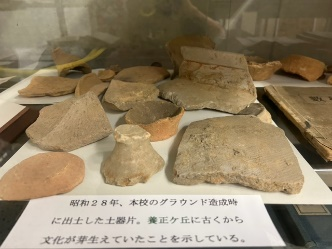 昭和２８年、本校のグラウンド造成時
に出土した土器片。養正ケ丘に古くから
文化が芽生えていたことを示している。